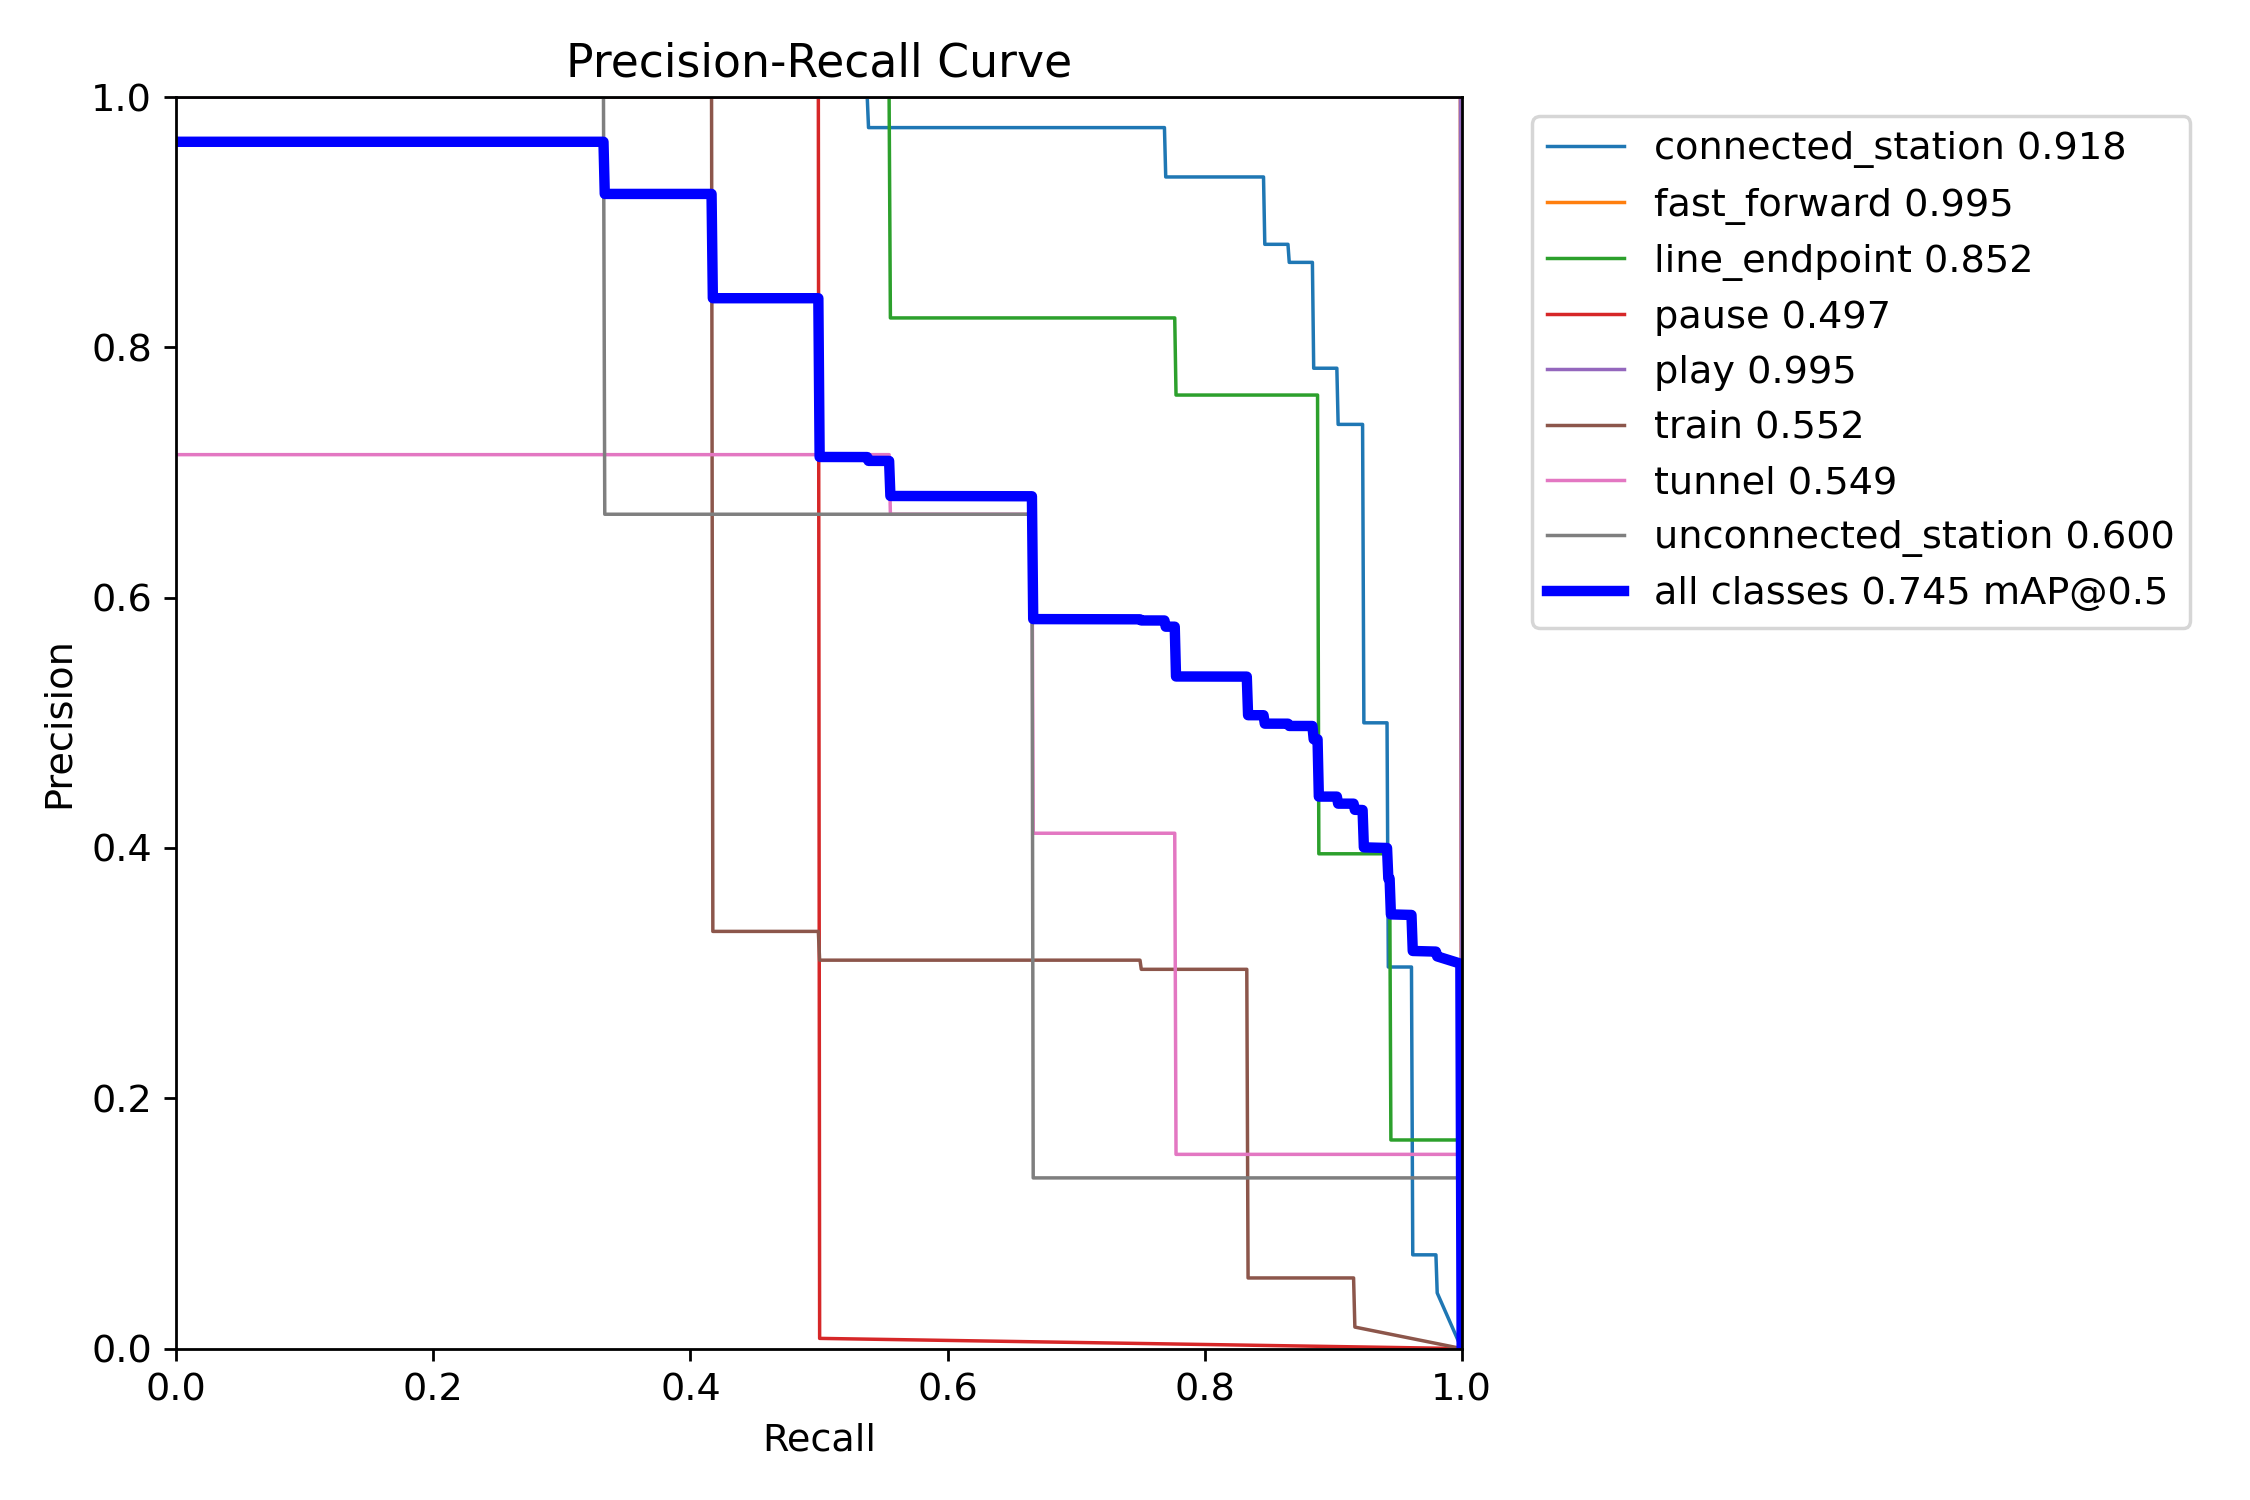 Precision-Recall Curve
1.0
0.8
0.6
0.4
0.2
0.0
Precision
0.0 0.2 0.4 0.6 0.8 1.0
Recall
connected_station 0.918
fast_forward 0.995
line_endpoint 0.852
pause 0.497
play 0.995
train 0.552
tunnel 0.549
unconnected_station 0.600
all classes 0.745 mAP@0.5